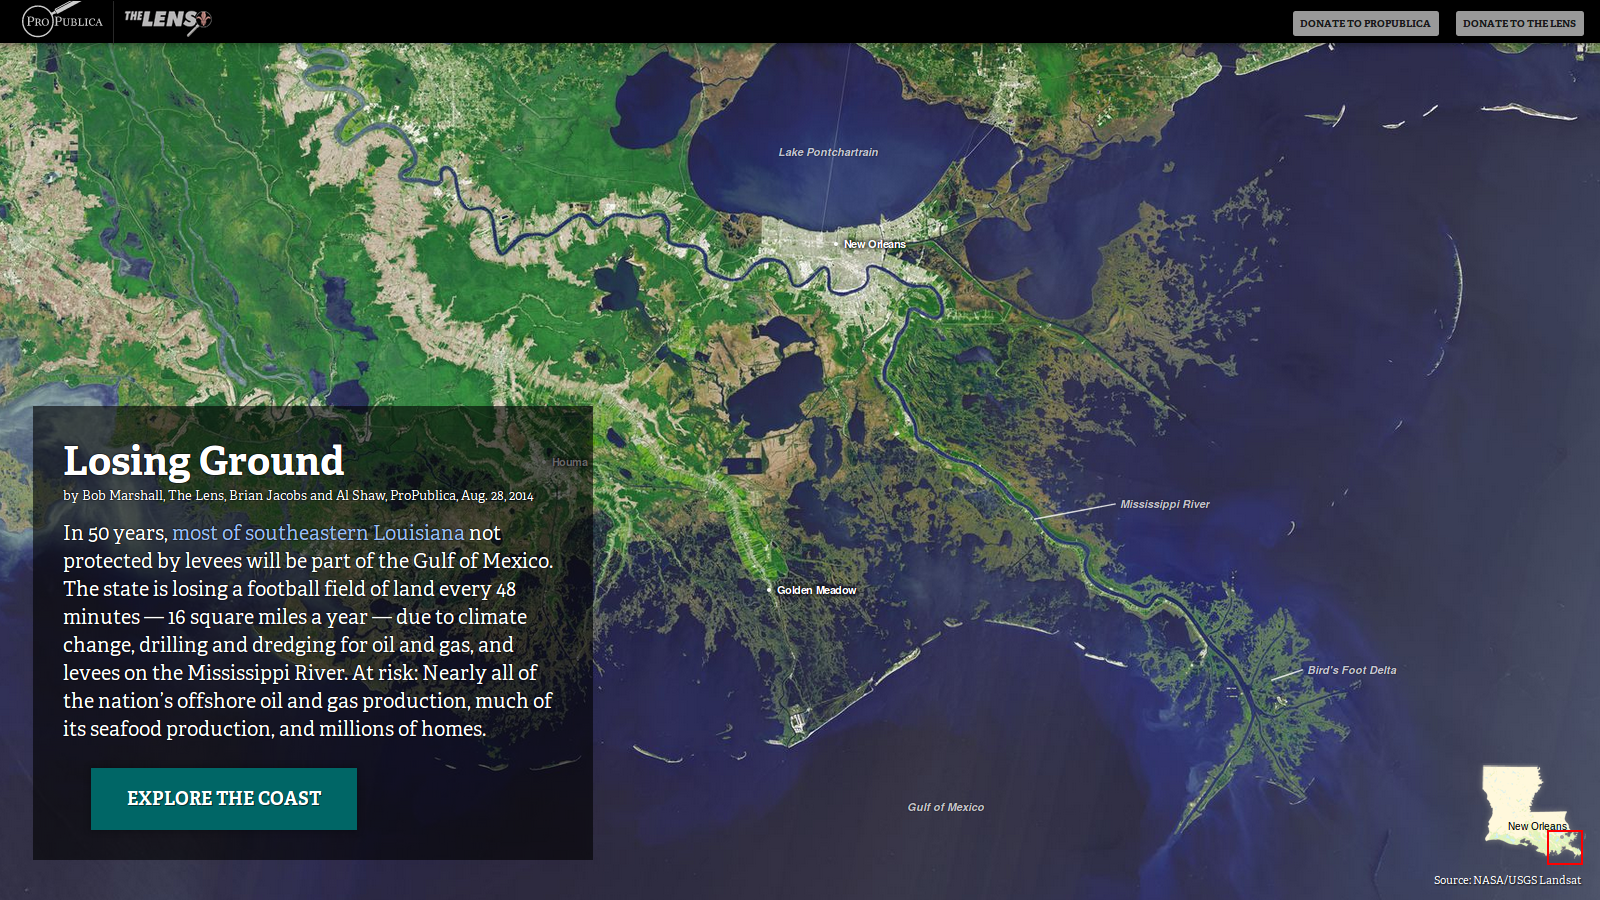 PROPUBLICA
THE LENS
DONATE TO PROPUBLICA
DONATE TO THE LENS
Lake Pontchartrain
New Orleans
Houma
Mississippi River
Golden Meadow
Bird's Foot Delta
Gulf of Mexico
Losing Ground
by Bob Marshall, The Lens, Brian Jacobs and Al Shaw, ProPublica, Aug. 28, 2014
In 50 years, most of southeastern Louisiana not
protected by levees will be part of the Gulf of Mexico.
The state is losing a football field of land every 48
minutes — 16 square miles a year — due to climate
change, drilling and dredging for oil and gas, and
levees on the Mississippi River. At risk: Nearly all of
the nation’s offshore oil and gas production, much of
its seafood production, and millions of homes.
EXPLORE THE COAST
New Orleans
Source: NASA/USGS Landsat